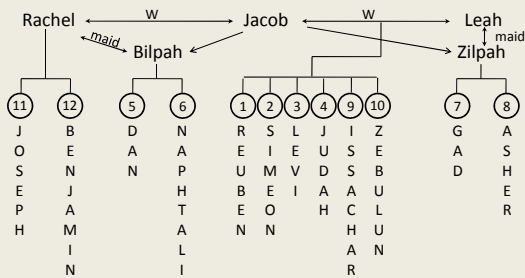 Rachel W Jacob W Leah
maid maid
Bilpah Zilpah
11 12 5 6 1 2 3 4 9 10 7 8
JOSEPH
BENJAMIN
DAN
NAPHTALI
REUBEN
SIMEON
LEVI
JUDAH
ISSACHAR
ZEBULUN
GAD
ASHER